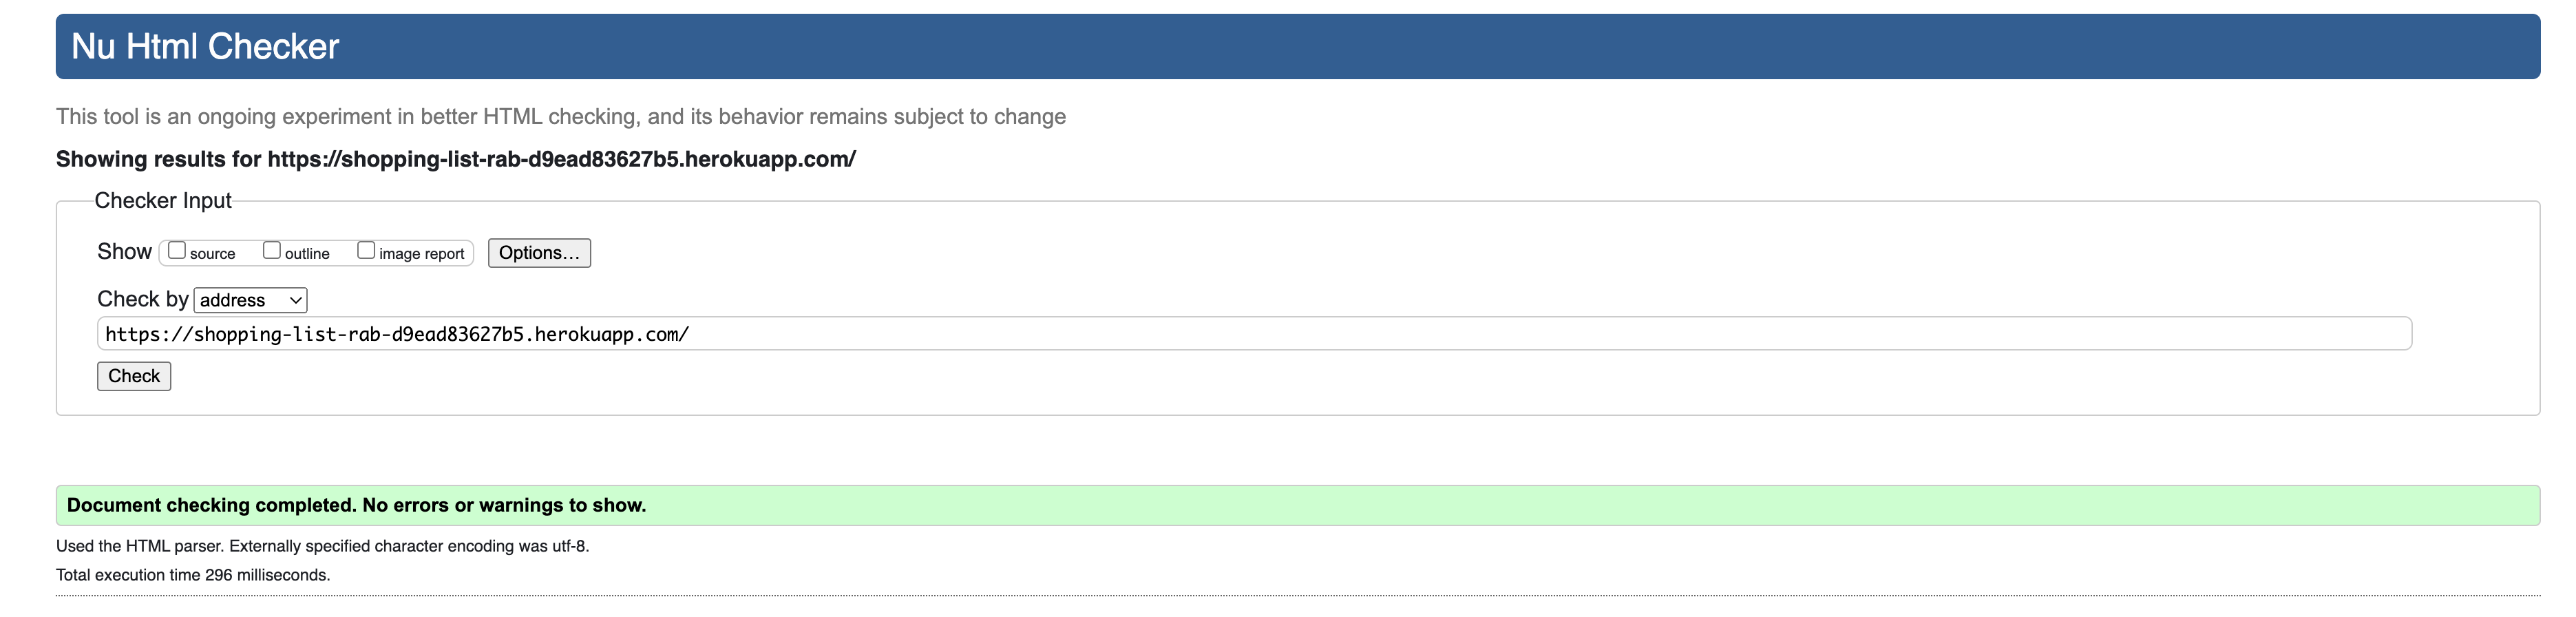 Nu Html Checker
This tool is an ongoing experiment in better HTML checking, and its behavior remains subject to change
Showing results for https://shopping-list-rab-d9ead83627b5.herokuapp.com/
Checker Input
Show source outline image report Options...
Check by address
https://shopping-list-rab-d9ead83627b5.herokuapp.com/
Check
Document checking completed. No errors or warnings to show.
Used the HTML parser. Externally specified character encoding was utf-8.
Total execution time 296 milliseconds.